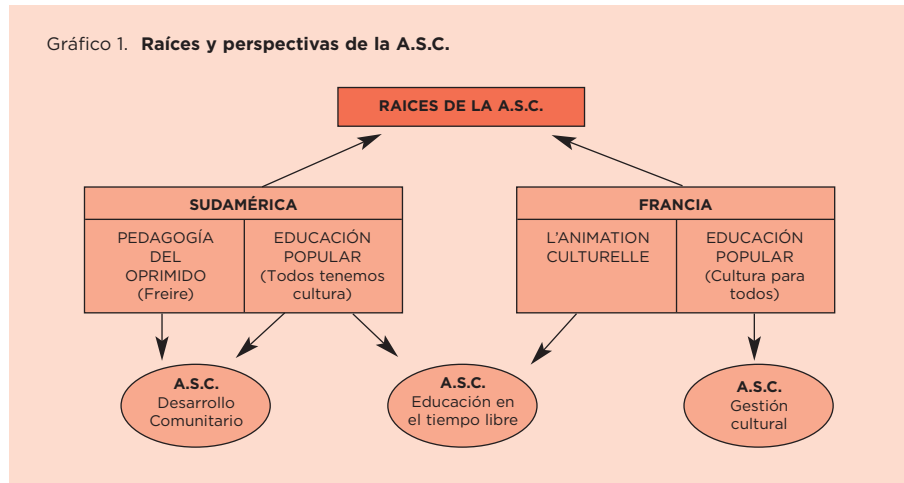 Gráfico 1. Raíces y perspectivas de la A.S.C.
RAICES DE LA A.S.C.
SUDAMÉRICA
PEDAGOGÍA
DEL
OPRIMIDO
(Freire)
EDUCACIÓN
POPULAR
(Todos tenemos
cultura)
FRANCIA
L'ANIMATION
CULTURELLE
EDUCACIÓN
POPULAR
(Cultura para
todos)
A.S.C.
Desarrollo
Comunitario
A.S.C.
Educación en
el tiempo libre
A.S.C.
Gestión
cultural